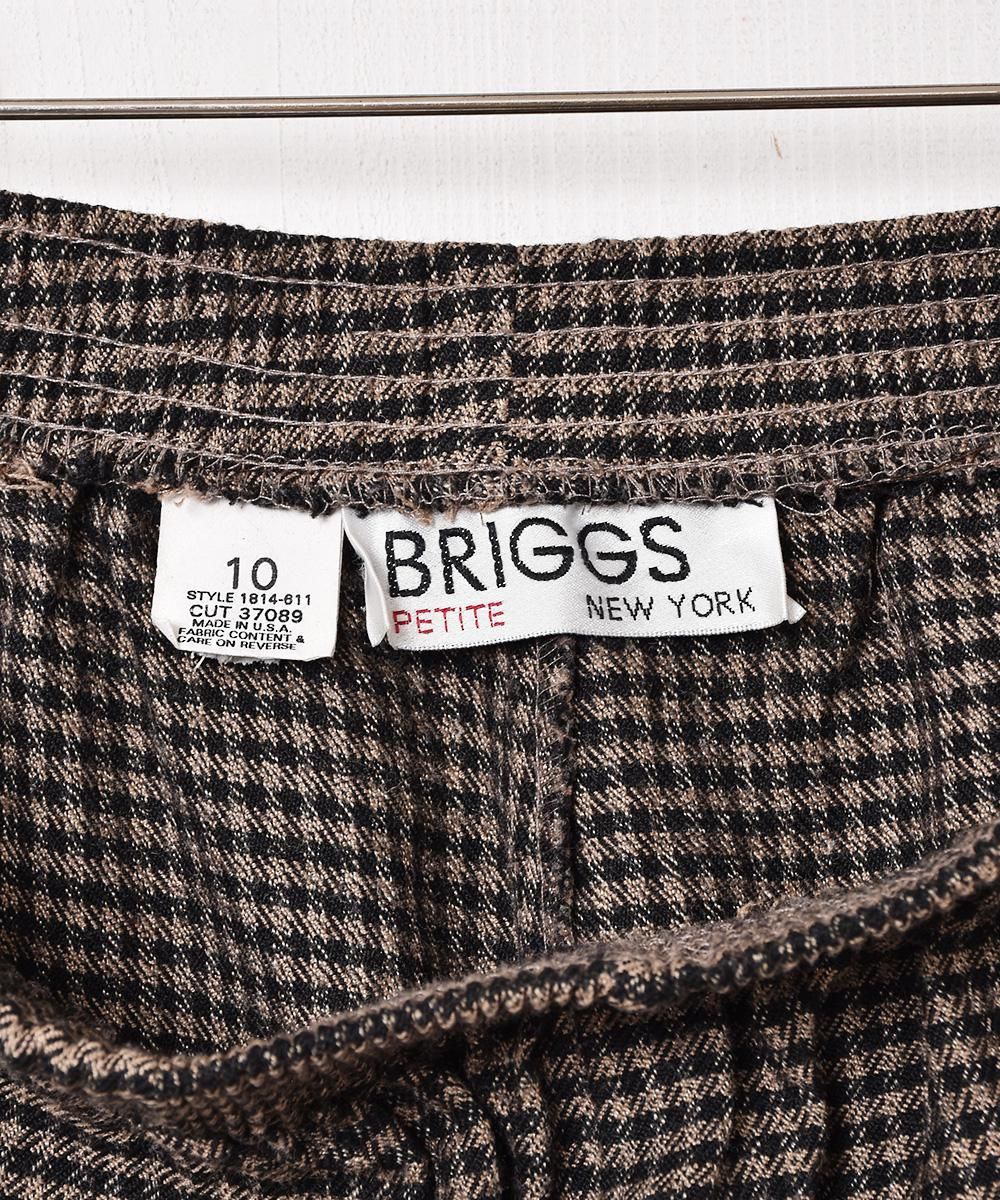 10
STYLE 1814-611
CUT 37089
MADE IN U.S.A.
FABRIC CONTENT &
CARE ON REVERSE
BRIGGS
PETITE NEW YORK